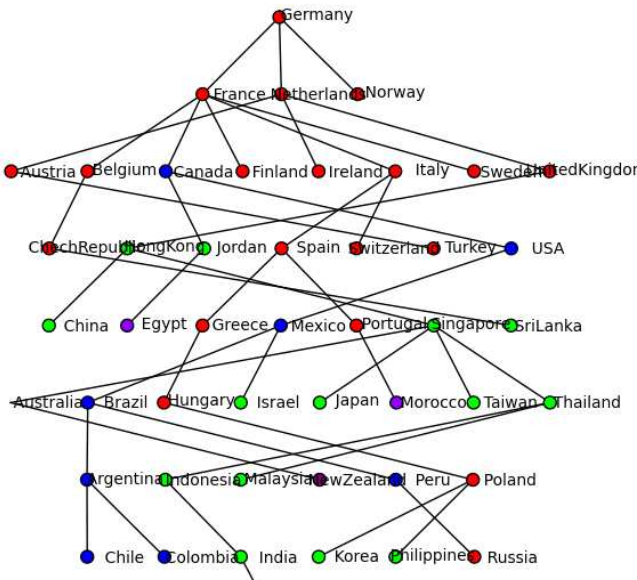 Germany
France Netherlands Norway
Austria Belgium Canada Finland Ireland Italy Sweden UnitedKingdom
CzechRepublic HongKong Jordan Spain Switzerland Turkey USA
China Egypt Greece Mexico Portugal Singapore SriLanka
Australia Brazil Hungary Israel Japan Morocco Taiwan Thailand
Argentina Indonesia Malaysia NewZealand Peru Poland
Chile Colombia India Korea Philippines Russia